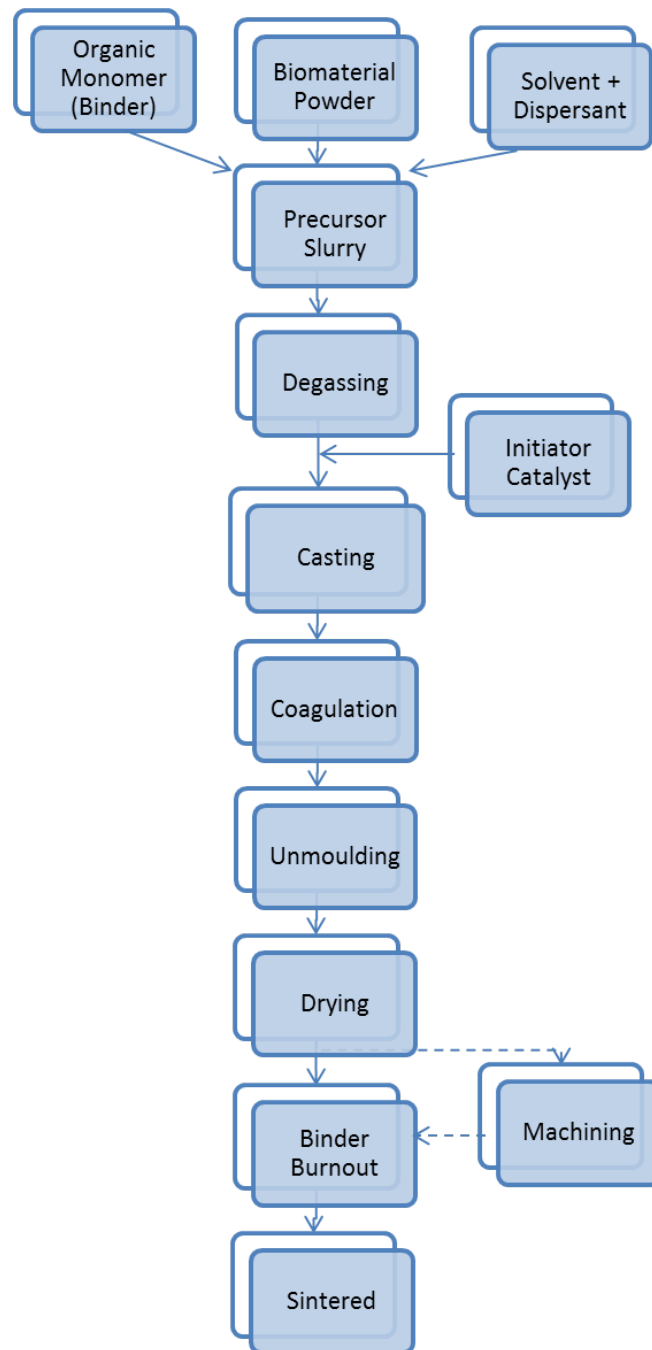 Organic
Monomer
(Binder)
Biomaterial
Powder
Solvent +
Dispersant
Precursor
Slurry
Degassing
Initiator
Catalyst
Casting
Coagulation
Unmoulding
Drying
Machining
Binder
Burnout
Sintered